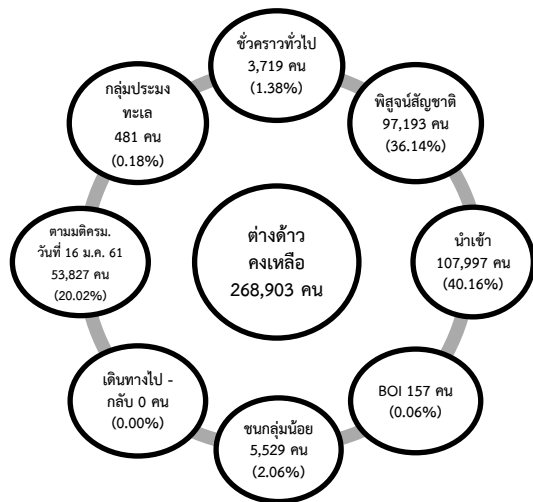 ชั่วคราวทั่วไป
3,719 คน
(1.38%)
พิสูจน์สัญชาติ
97,193 คน
(36.14%)
นำเข้า
107,997 คน
(40.16%)
BOI 157 คน
(0.06%)
ชนกลุ่มน้อย
5,529 คน
(2.06%)
เดินทางไป -
กลับ 0 คน
(0.00%)
ตามมติครม.
วันที่ 16 ม.ค. 61
53,827 คน
(20.02%)
กลุ่มประมง
ทะเล
481 คน
(0.18%)
ต่างด้าว
คงเหลือ
268,903 คน